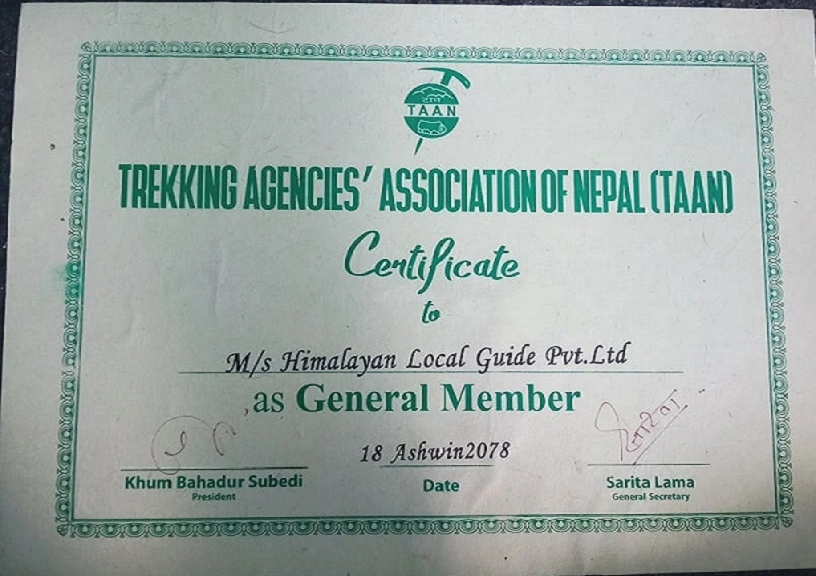 TAAN
TREKKING AGENCIES' ASSOCIATION OF NEPAL (TAAN)
Certificate
to
M/s Himalayan Local Guide Pvt.Ltd
as General Member
18 Ashwin2078
Khum Bahadur Subedi
President
Date
Sarita Lama
General Secretary